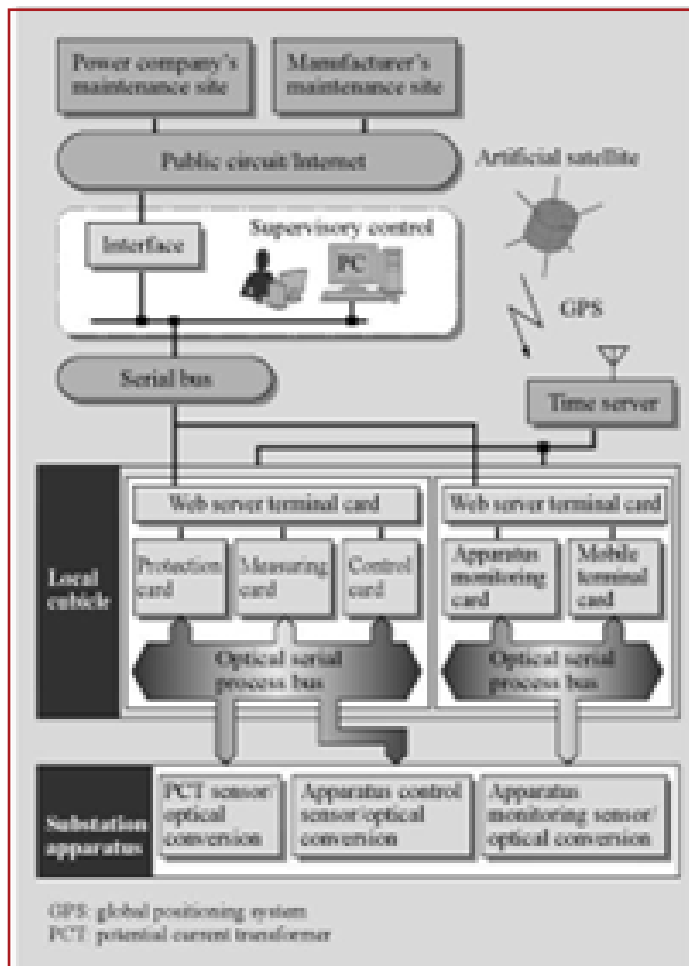 Power company's
maintenance site
Manufacturer's
maintenance site
Public circuit/Internet
Artificial satellite
Supervisory control
Interface
PC
GPS
Serial bus
Time server
Local
cubicle
Web server terminal card
Web server terminal card
Protection
card
Measuring
card
Control
card
Apparatus
monitoring
card
Mobile
terminal
card
Optical serial
process bus
Optical serial
process bus
Substation
apparatus
PCT sensor/
optical
conversion
Apparatus control
sensor/optical
conversion
Apparatus
monitoring sensor/
optical conversion
GPS: global positioning system
PCT: potential current transformer